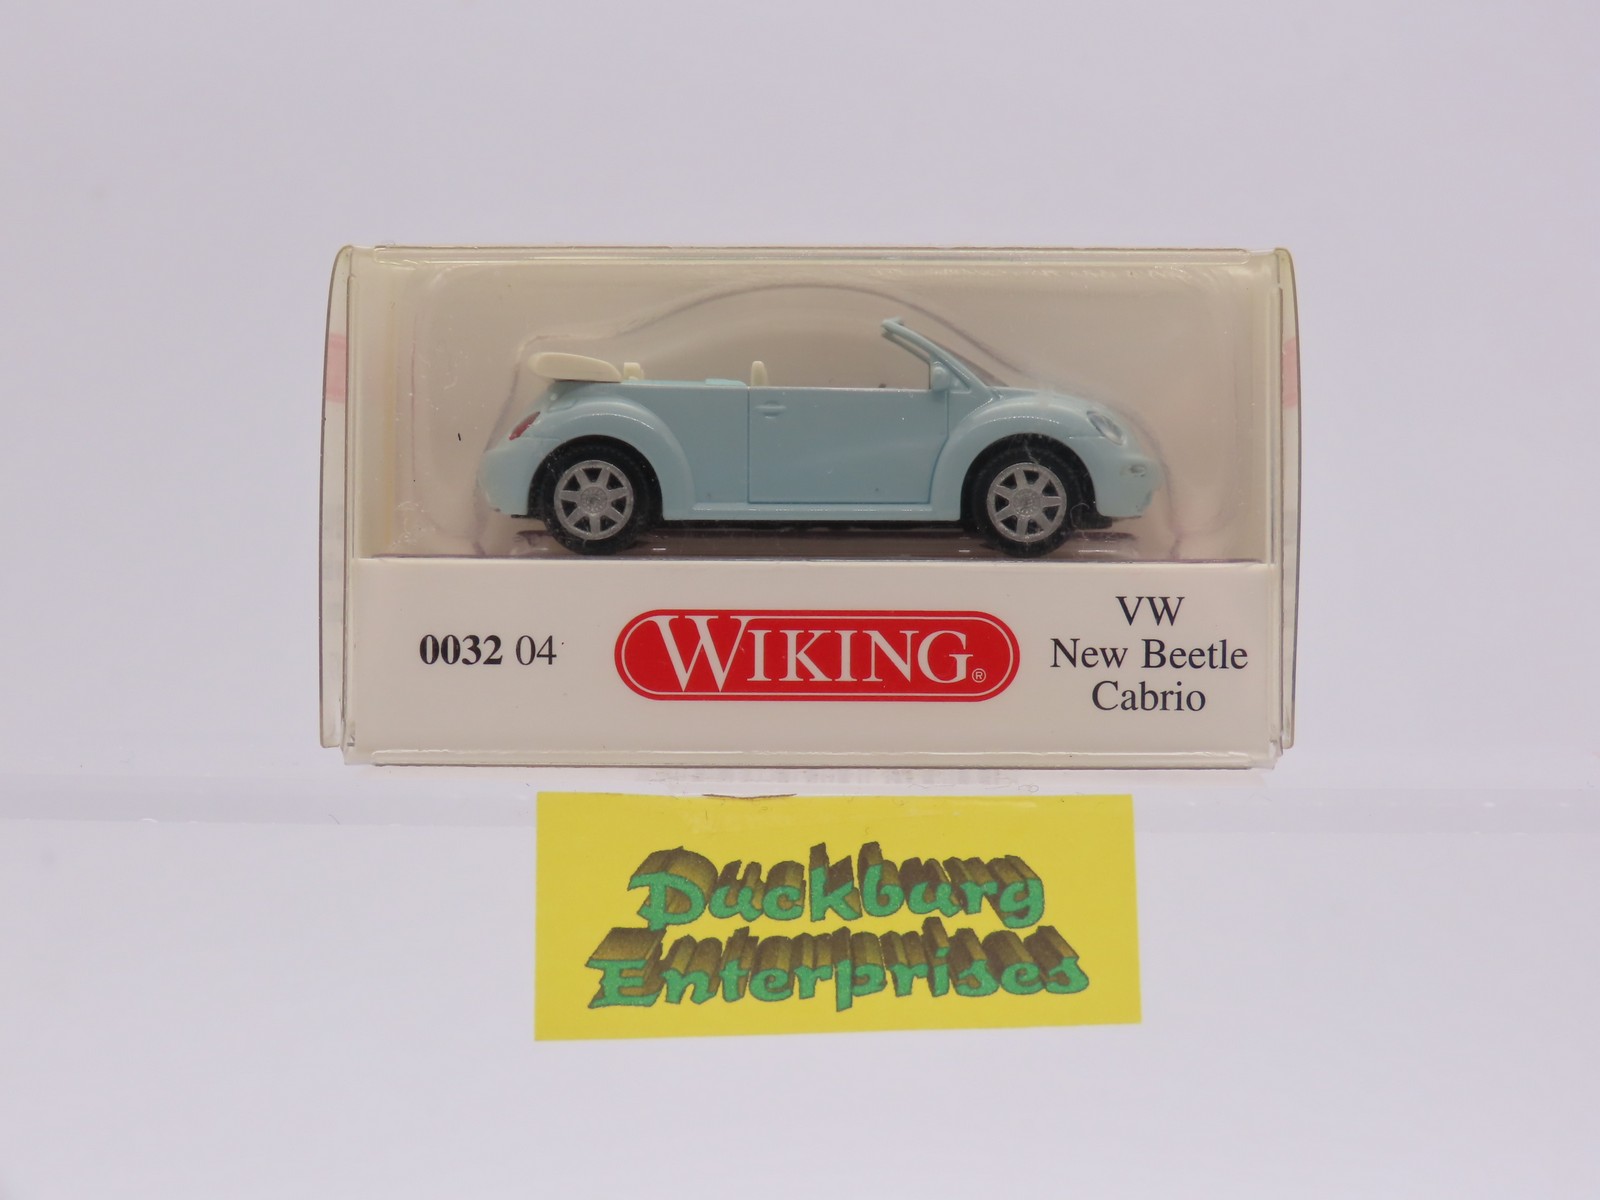 0032 04
WIKING®
VW
New Beetle
Cabrio
Duckburg
Enterprises